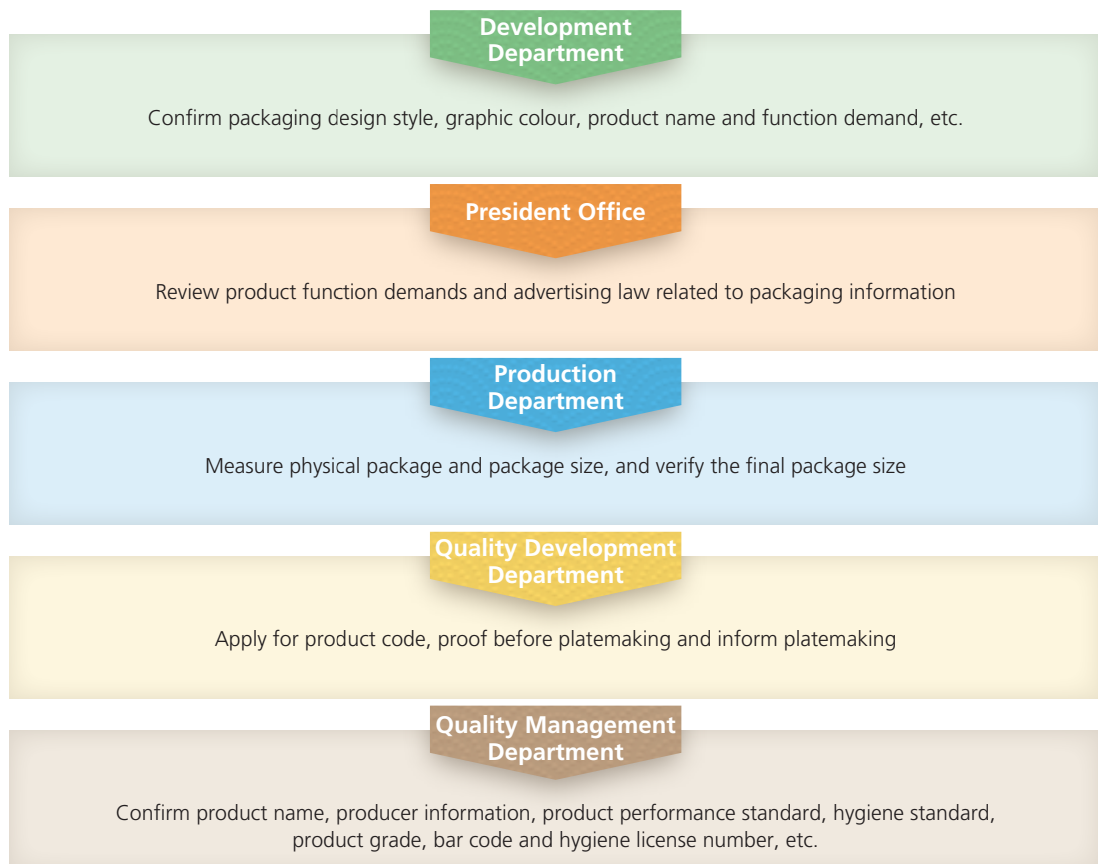 Development
Department
Confirm packaging design style, graphic colour, product name and function demand, etc.
President Office
Review product function demands and advertising law related to packaging information
Production
Department
Measure physical package and package size, and verify the final package size
Quality Development
Department
Apply for product code, proof before platemaking and inform platemaking
Quality Management
Department
Confirm product name, producer information, product performance standard, hygiene standard,
product grade, bar code and hygiene license number, etc.